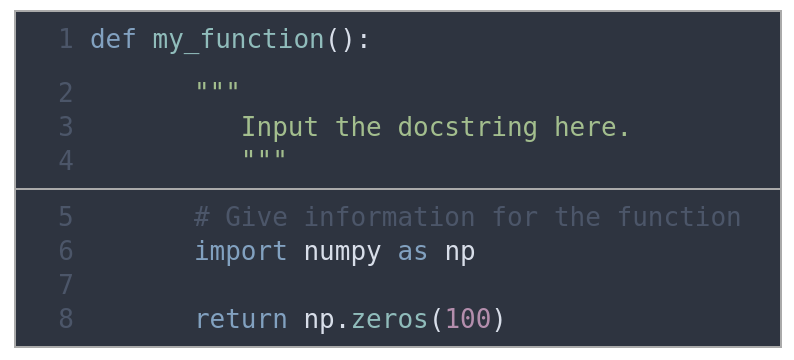 1 def my_function():
2 """
3 Input the docstring here.
4 """
5 # Give information for the function
6 import numpy as np
7
8 return np.zeros(100)